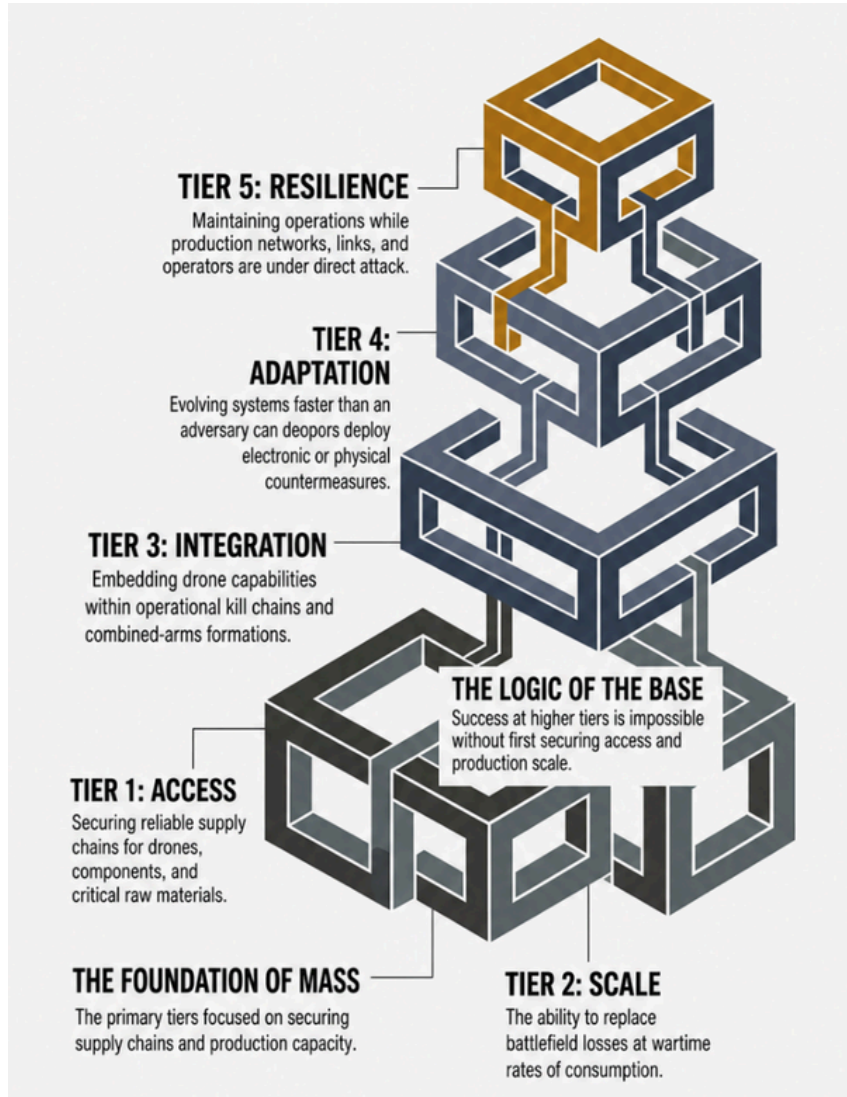 TIER 5: RESILIENCE
Maintaining operations while
production networks, links, and
operators are under direct attack.
TIER 4:
ADAPTATION
Evolving systems faster than an
adversary can deopors deploy
electronic or physical
countermeasures.
TIER 3: INTEGRATION
Embedding drone capabilities
within operational kill chains and
combined-arms formations.
THE LOGIC OF THE BASE
Success at higher tiers is impossible
without first securing access and
production scale.
TIER 1: ACCESS
Securing reliable supply
chains for drones,
components, and
critical raw materials.
THE FOUNDATION OF MASS
The primary tiers focused on securing
supply chains and production capacity.
TIER 2: SCALE
The ability to replace
battlefield losses at wartime
rates of consumption.